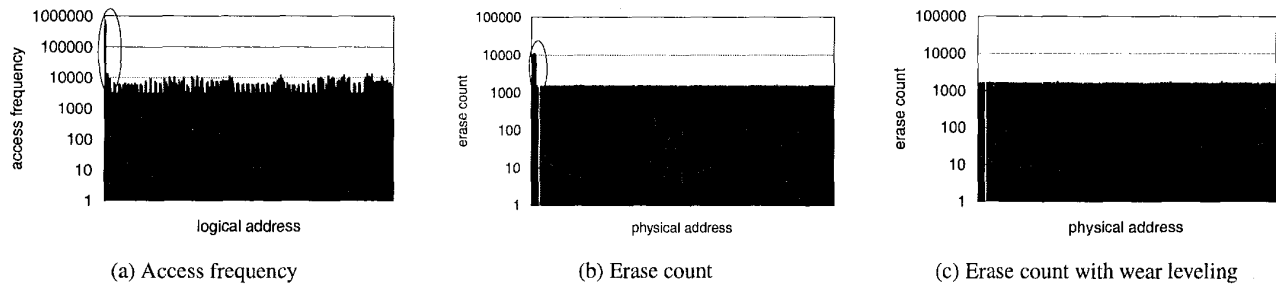 1000000
100000
10000
1000
100
10
1
access frequency
logical address
(a) Access frequency
100000
10000
1000
100
10
1
erase count
physical address
(b) Erase count
100000
10000
1000
100
10
1
erase count
physical address
(c) Erase count with wear leveling